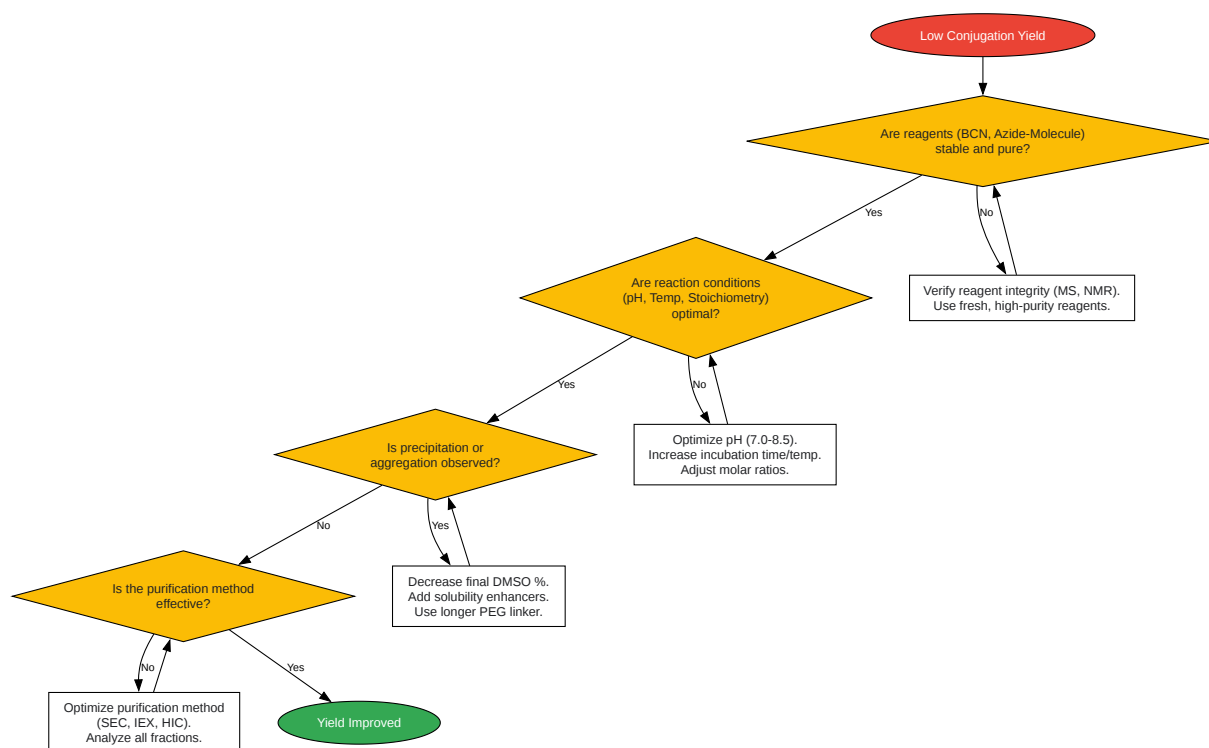 Low Conjugation Yield
Are reagents (BCN, Azide-Molecule)
stable and pure?
Yes
No
Are reaction conditions
(pH, Temp, Stoichiometry)
optimal?
Verify reagent integrity (MS, NMR).
Use fresh, high-purity reagents.
Yes
No
Is precipitation or
aggregation observed?
Optimize pH (7.0-8.5).
Increase incubation time/temp.
Adjust molar ratios.
No
Yes
Is the purification method
effective?
Decrease final DMSO %.
Add solubility enhancers.
Use longer PEG linker.
No
Yes
Optimize purification method
(SEC, IEX, HIC).
Analyze all fractions.
Yield Improved